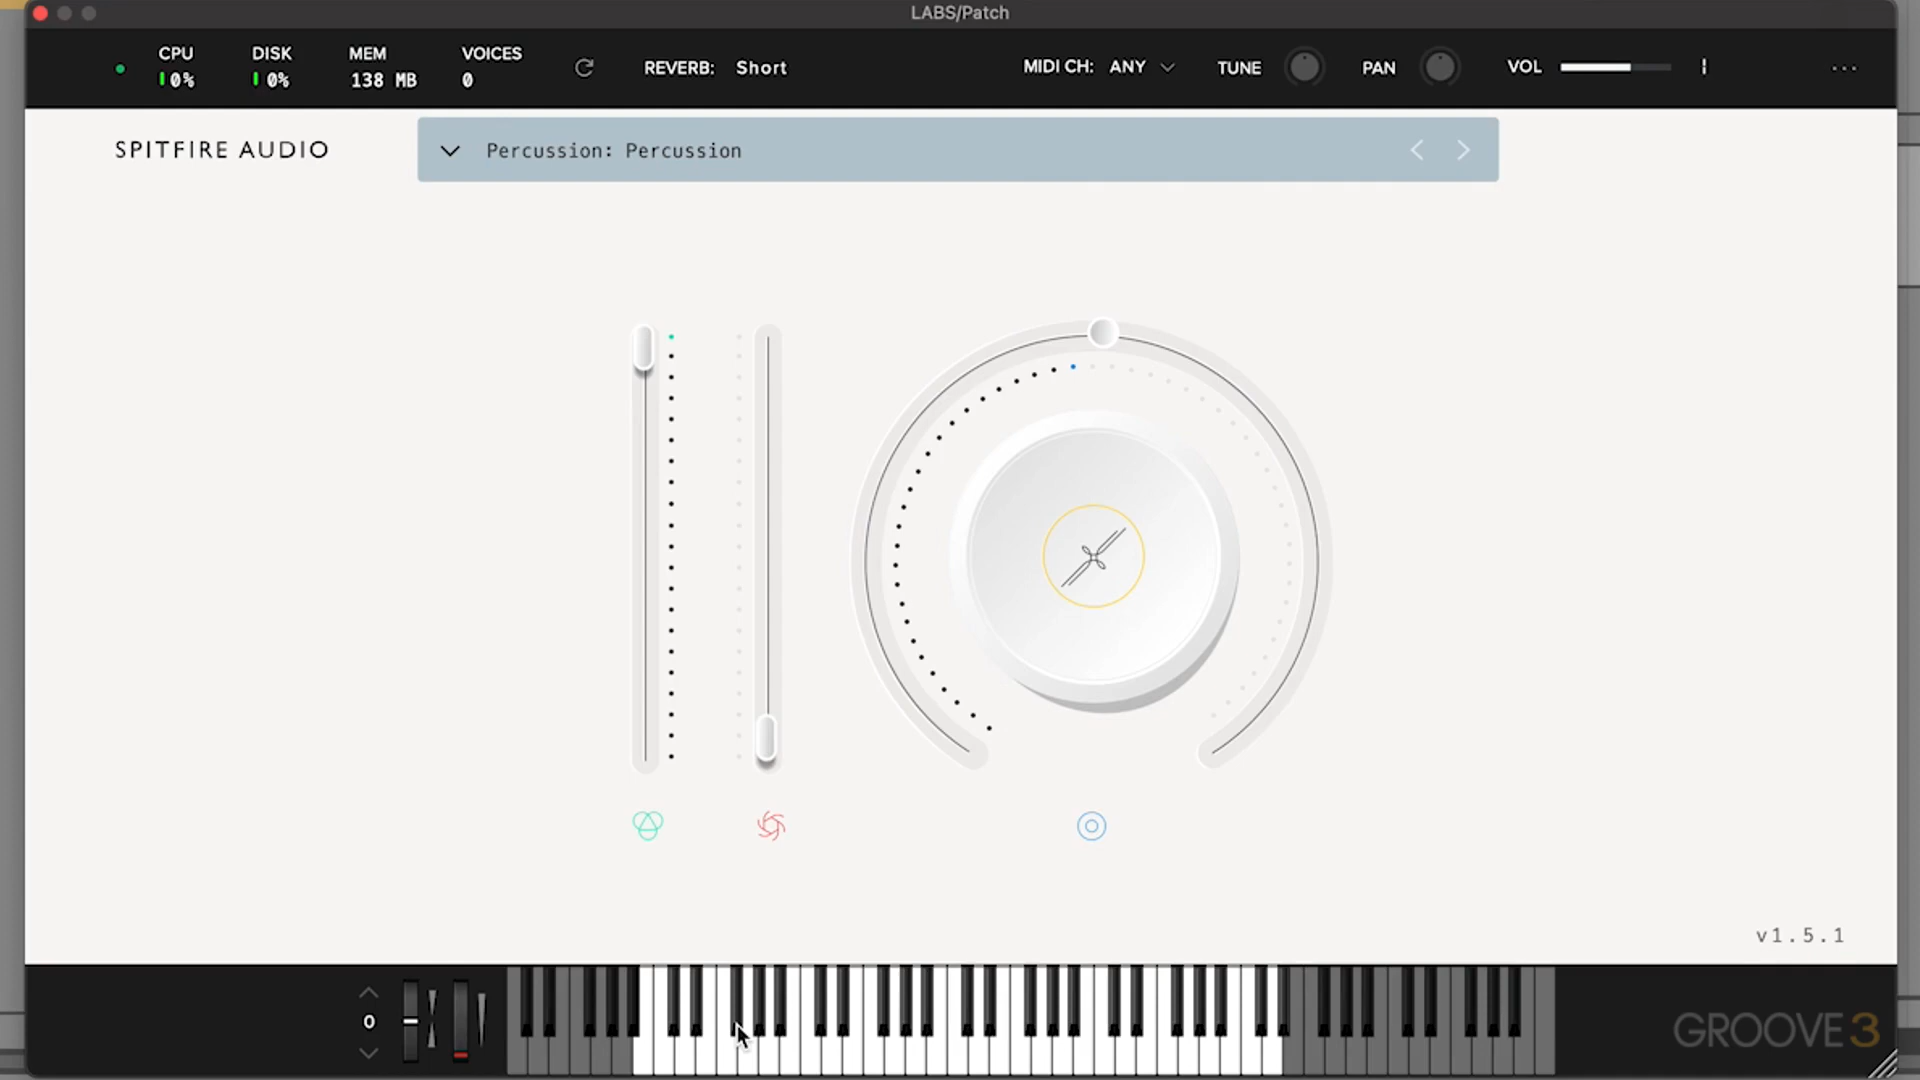 LABS/Patch
CPU DISK MEM VOICES
0% 0% 138 MB 0
REVERB: Short
MIDI CH: ANY TUNE PAN VOL
SPITFIRE AUDIO
Percussion: Percussion
v1.5.1
0
GROOVE3